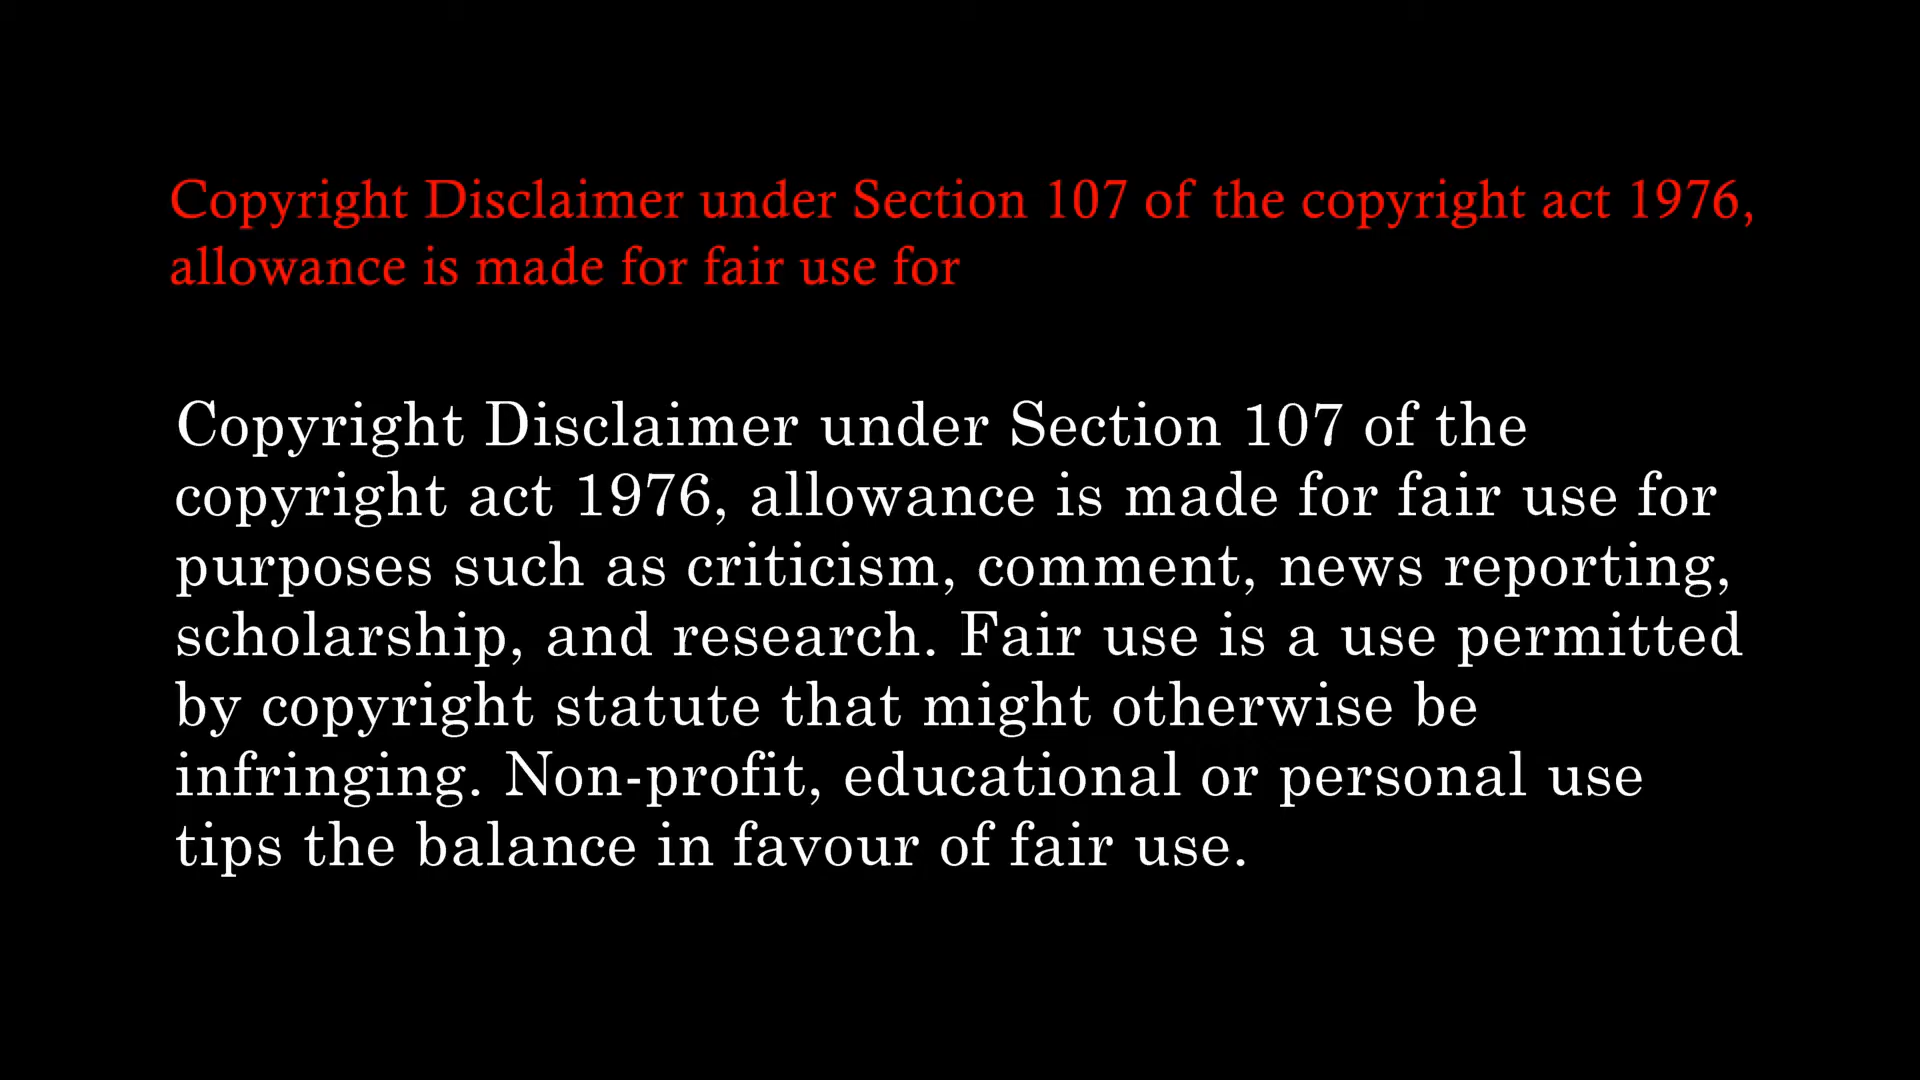 Copyright Disclaimer under Section 107 of the copyright act 1976,
allowance is made for fair use for
Copyright Disclaimer under Section 107 of the
copyright act 1976, allowance is made for fair use for
purposes such as criticism, comment, news reporting,
scholarship, and research. Fair use is a use permitted
by copyright statute that might otherwise be
infringing. Non-profit, educational or personal use
tips the balance in favour of fair use.